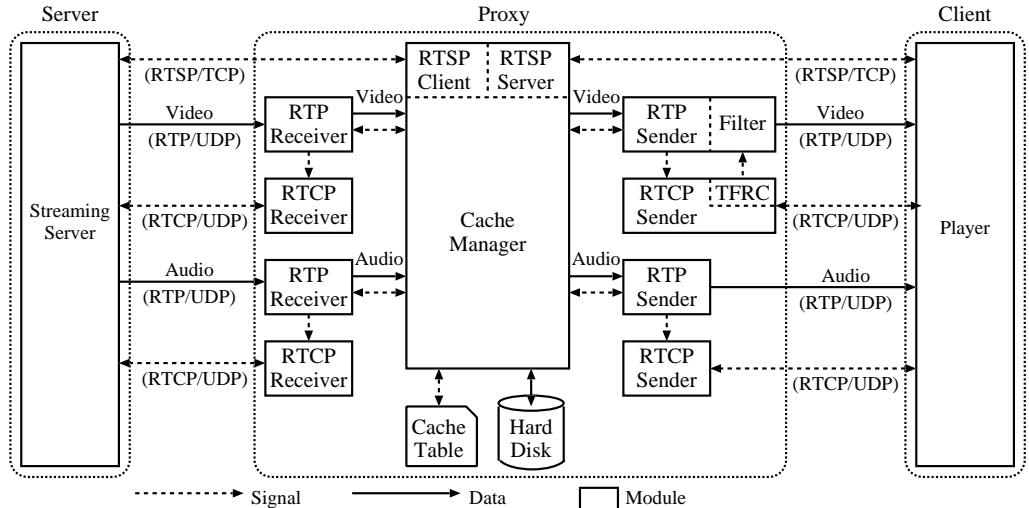 Server
Proxy
Client
RTSP
Client
RTSP
Server
(RTSP/TCP)
(RTSP/TCP)
Video
(RTP/UDP)
RTP
Receiver
Video
Video
RTP
Sender
Filter
Video
(RTP/UDP)
RTCP
Receiver
(RTCP/UDP)
RTCP
Sender
TFRC
(RTCP/UDP)
Streaming
Server
Cache
Manager
Player
Audio
(RTP/UDP)
RTP
Receiver
Audio
Audio
RTP
Sender
Audio
(RTP/UDP)
RTCP
Receiver
(RTCP/UDP)
RTCP
Sender
(RTCP/UDP)
Cache
Table
Hard
Disk
Signal
Data
Module